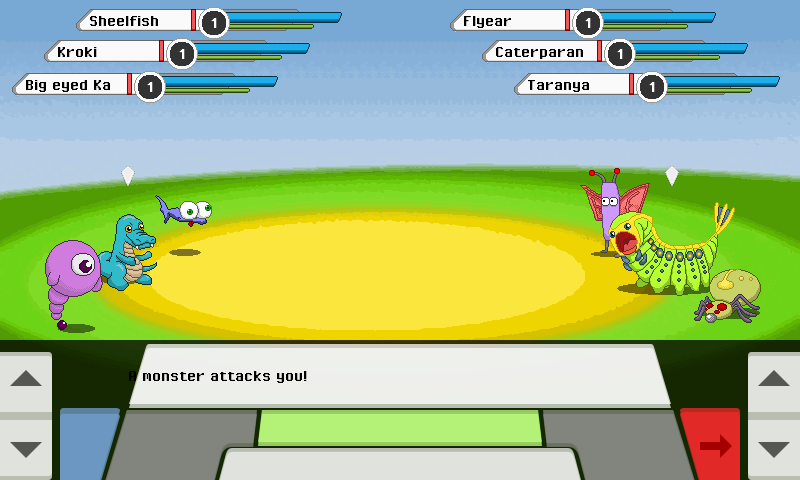 Sheelfish 1
Flyear 1
Kroki 1
Caterparan 1
Big eyed Ka 1
Taranya 1
A monster attacks you!